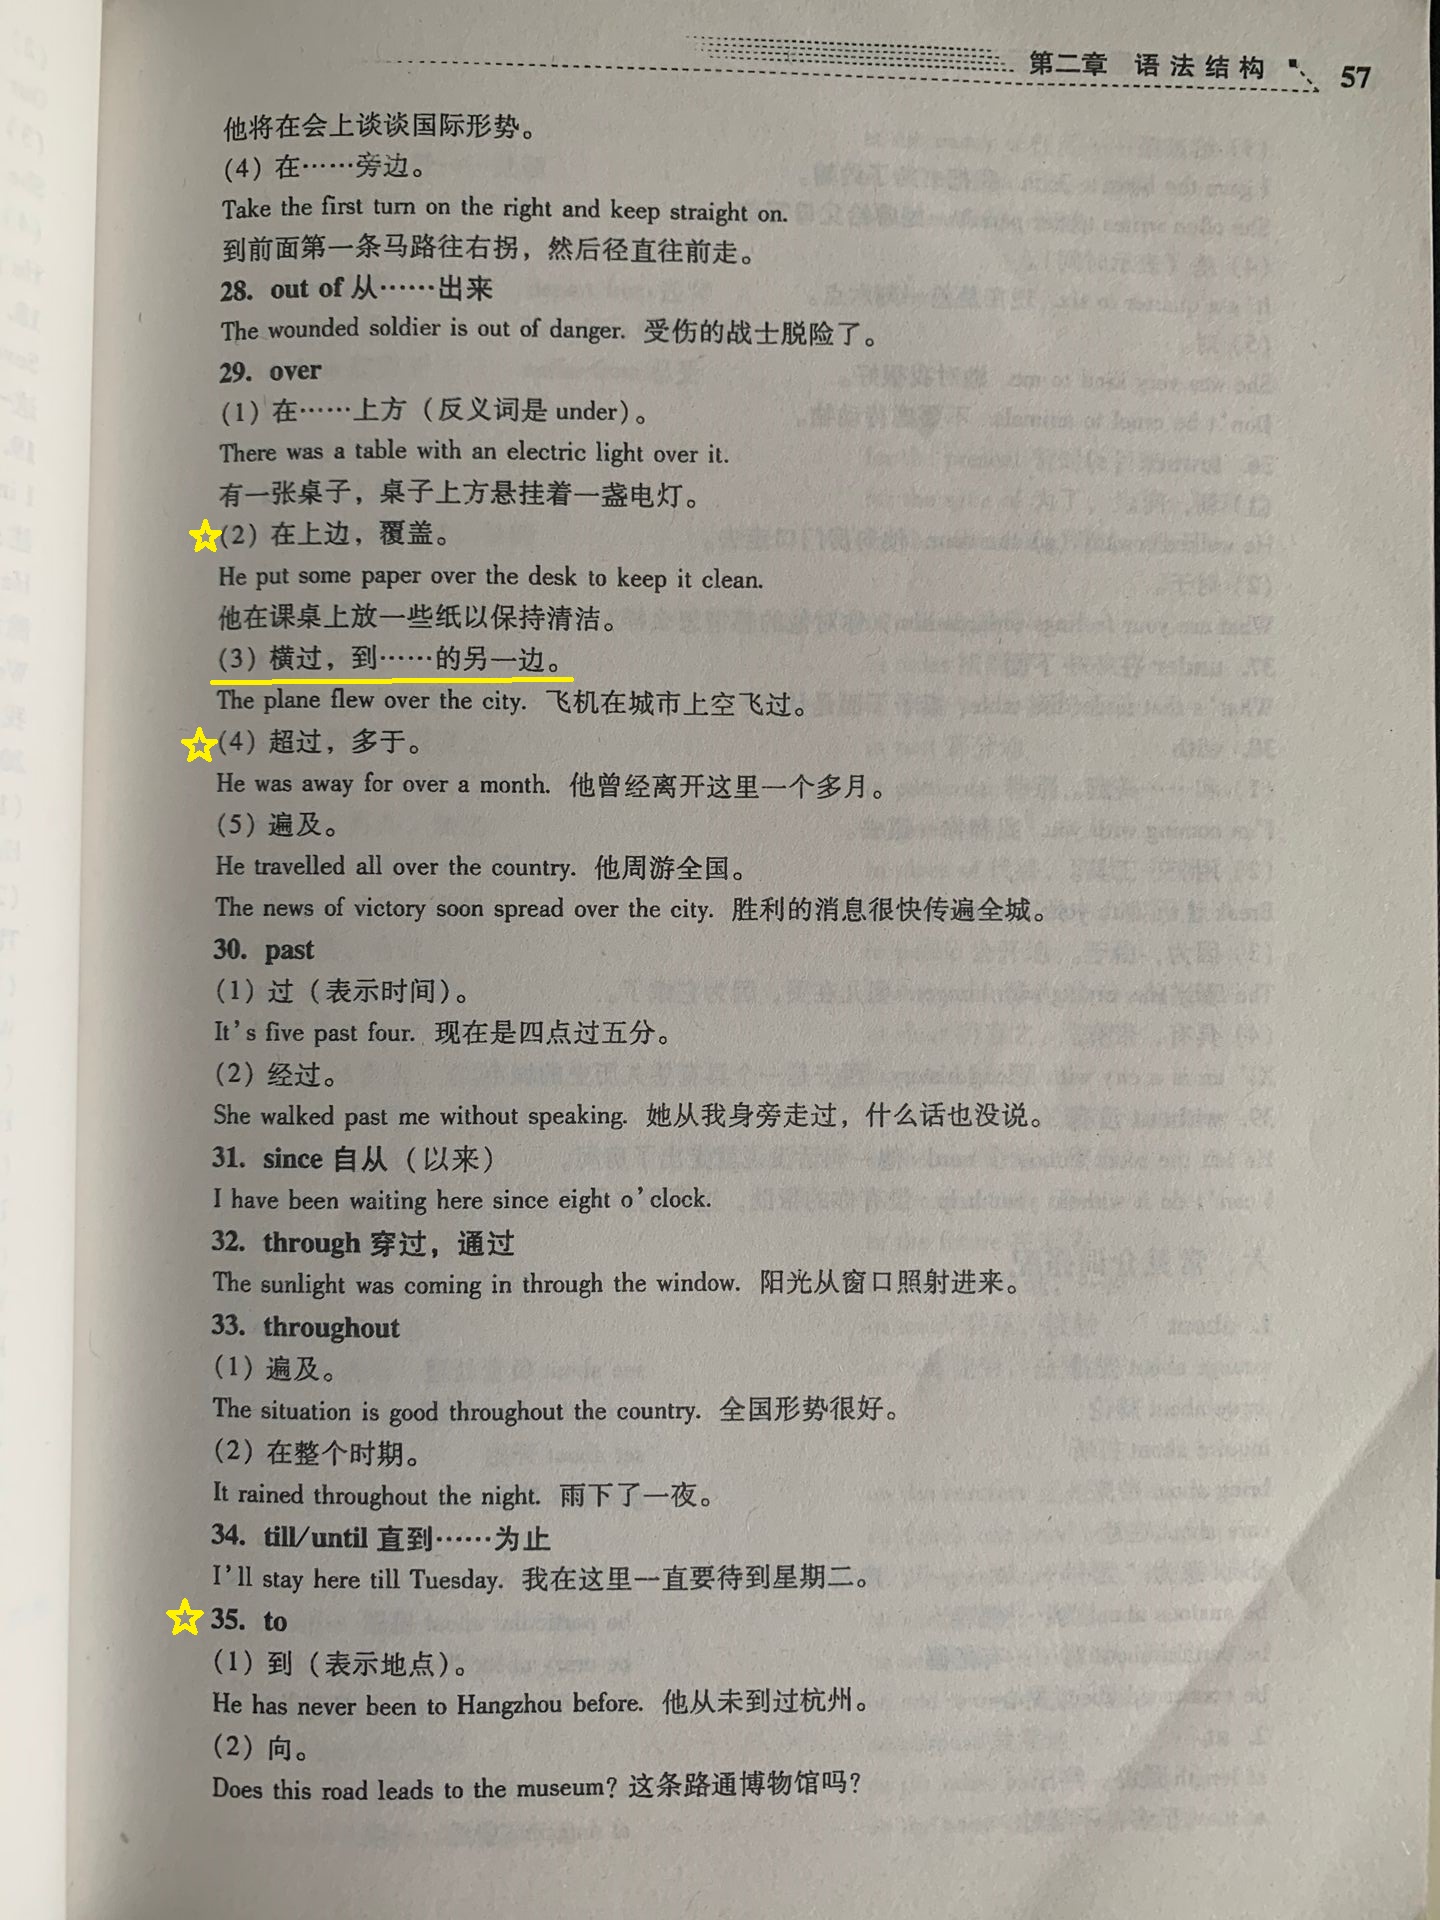 第二章 语法结构 57
他将在会上谈谈国际形势。
(4) 在……旁边。
Take the first turn on the right and keep straight on.
到前面第一条马路往右拐，然后径直往前走。
28. out of 从……出来
The wounded soldier is out of danger. 受伤的战士脱险了。
29. over
(1) 在……上方（反义词是 under）。
There was a table with an electric light over it.
有一张桌子，桌子上方悬挂着一盏电灯。
(2) 在上边，覆盖。
He put some paper over the desk to keep it clean.
他在课桌上放一些纸以保持清洁。
(3) 横过，到……的另一边。
The plane flew over the city. 飞机在城市上空飞过。
(4) 超过，多于。
He was away for over a month. 他曾经离开这里一个多月。
(5) 遍及。
He travelled all over the country. 他周游全国。
The news of victory soon spread over the city. 胜利的消息很快传遍全城。
30. past
(1) 过（表示时间）。
It's five past four. 现在是四点过五分。
(2) 经过。
She walked past me without speaking. 她从我身旁走过，什么话也没说。
31. since 自从（以来）
I have been waiting here since eight o'clock.
32. through 穿过，通过
The sunlight was coming in through the window. 阳光从窗口照射进来。
33. throughout
(1) 遍及。
The situation is good throughout the country. 全国形势很好。
(2) 在整个时期。
It rained throughout the night. 雨下了一夜。
34. till/until 直到……为止
I'll stay here till Tuesday. 我在这里一直要待到星期二。
35. to
(1) 到（表示地点）。
He has never been to Hangzhou before. 他从未到过杭州。
(2) 向。
Does this road leads to the museum? 这条路通博物馆吗?